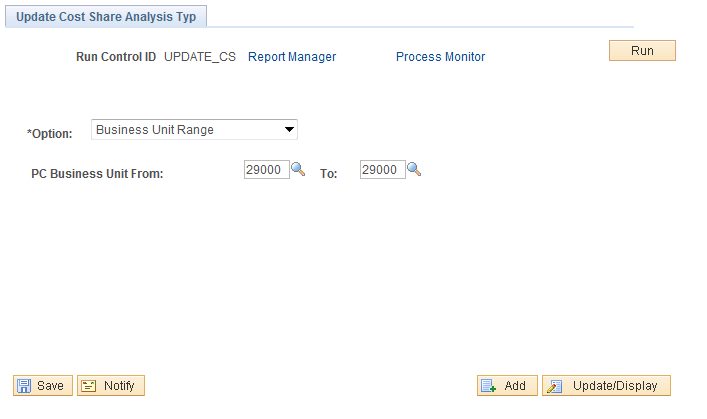 Update Cost Share Analysis Typ
Run Control ID UPDATE_CS Report Manager Process Monitor Run
*Option: Business Unit Range
PC Business Unit From: 29000 To: 29000
Save Notify Add Update/Display